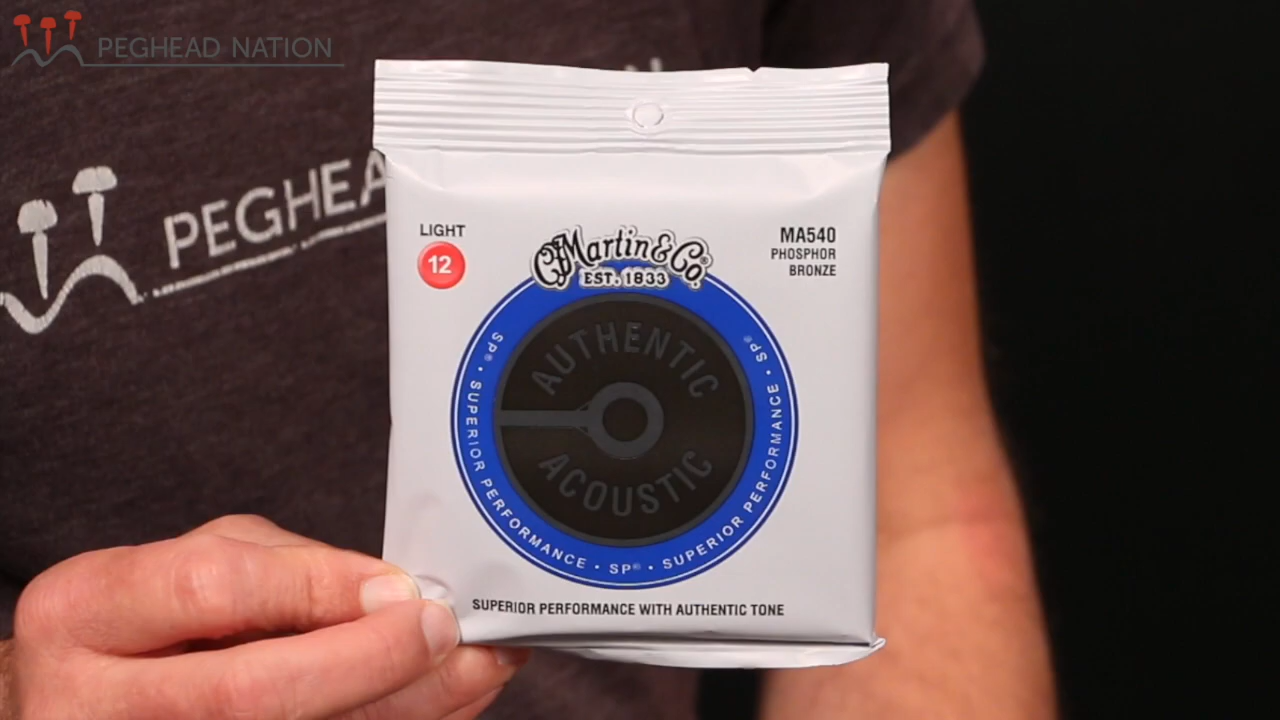 PEGHEAD NATION
PEGHEA
LIGHT
12
Martin & Co.®
EST. 1833
MA540
PHOSPHOR
BRONZE
AUTHENTIC
ACOUSTIC
SP® • SUPERIOR PERFORMANCE • SP® • SUPERIOR PERFORMANCE • SP®
SUPERIOR PERFORMANCE WITH AUTHENTIC TONE